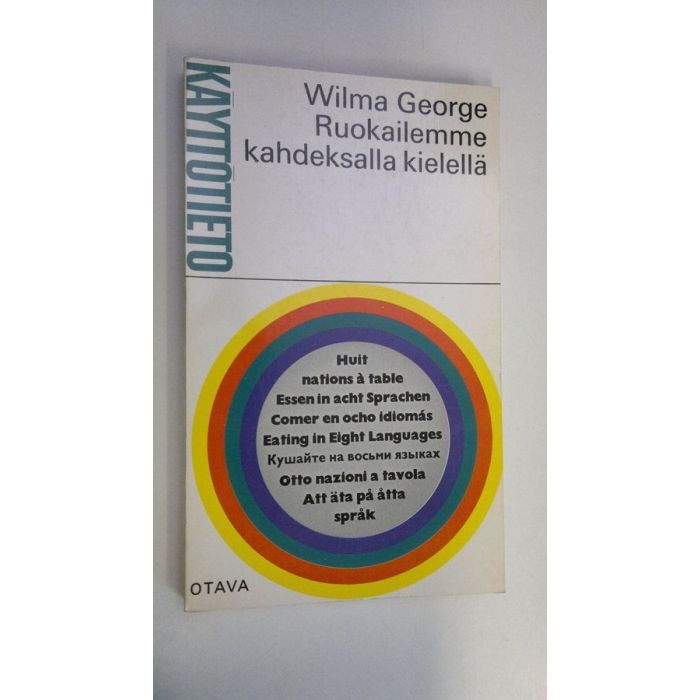 KÄYTTÖTIETO
Wilma George
Ruokailemme
kahdeksalla kielellä
Huit
nations à table
Essen in acht Sprachen
Comer en ocho idiomás
Eating in Eight Languages
Кушайте на восьми языках
Otto nazioni a tavola
Att äta på åtta
språk
OTAVA